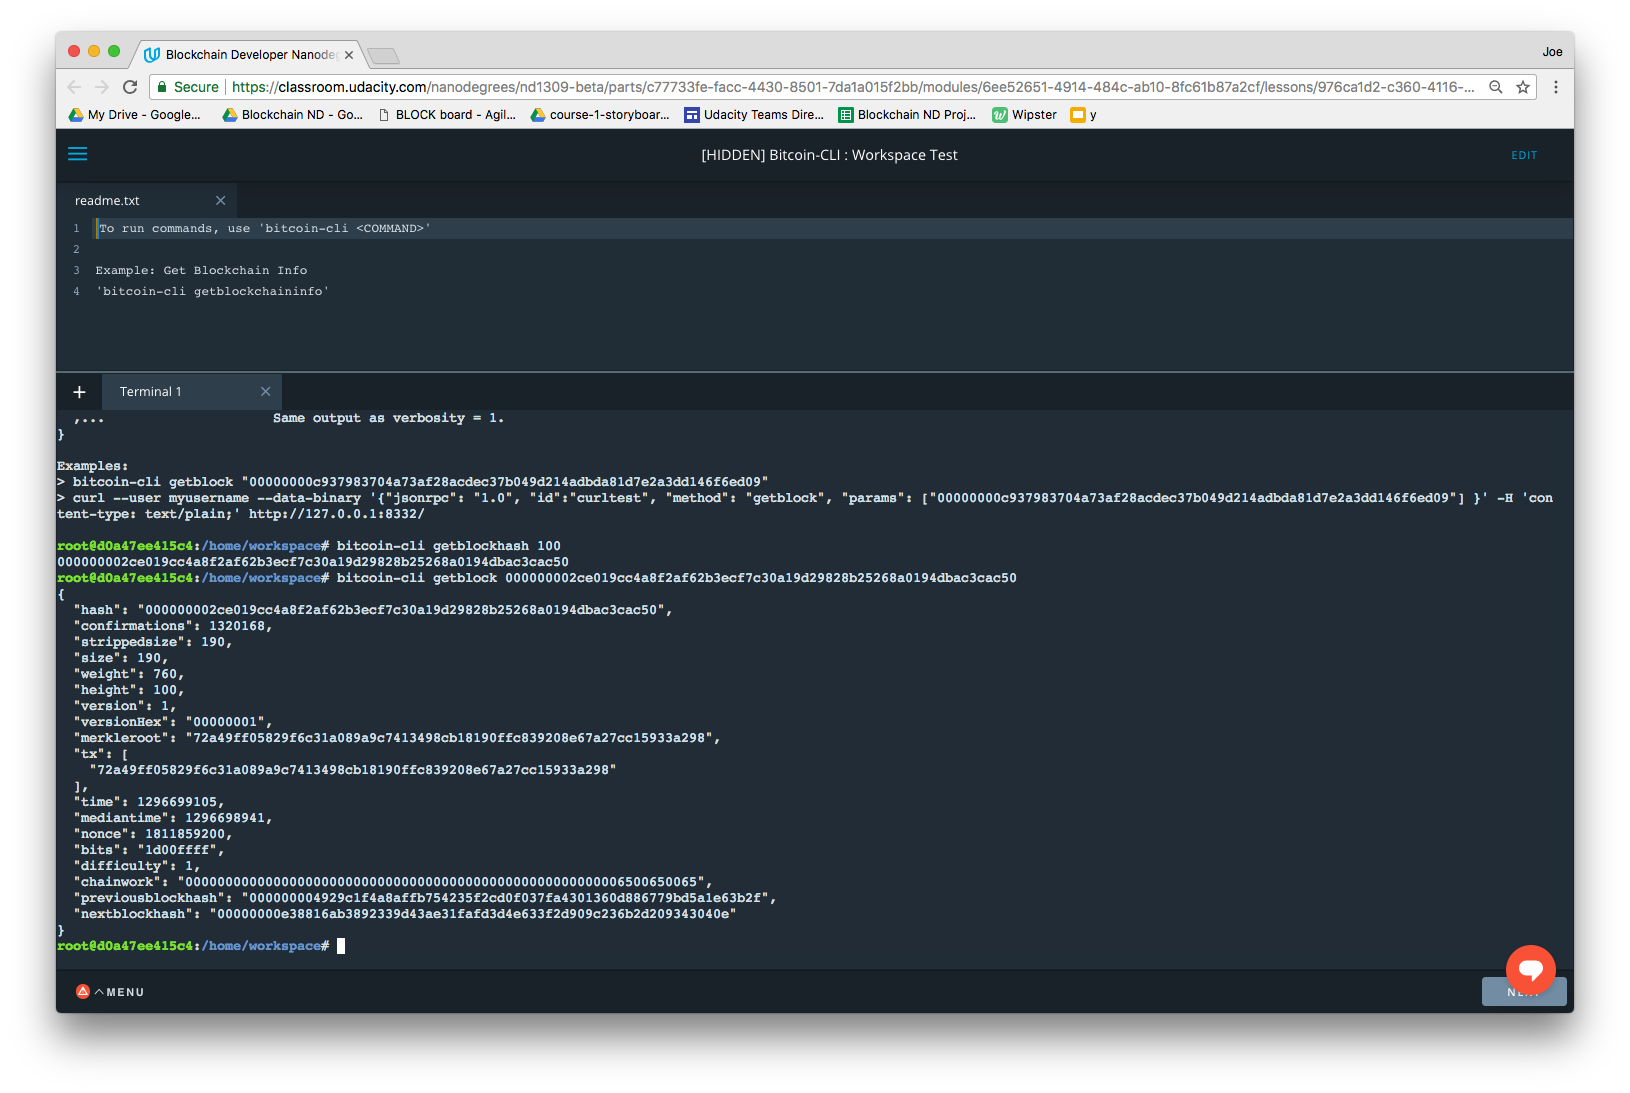 Blockchain Developer Nanode
Joe
Secure
https://classroom.udacity.com/nanodegrees/nd1309-beta/parts/c77733fe-facc-4430-8501-7da1a015f2bb/modules/6ee52651-4914-484c-ab10-8fc61b87a2cf/lessons/976ca1d2-c360-4116-...
My Drive - Google... Blockchain ND - Go... BLOCK board - Agil... course-1-storyboar... Udacity Teams Dire... Blockchain ND Proj... Wipster y
[HIDDEN] Bitcoin-CLI : Workspace Test
EDIT
readme.txt
1 To run commands, use 'bitcoin-cli <COMMAND>'
2
3 Example: Get Blockchain Info
4 'bitcoin-cli getblockchaininfo'
+ Terminal 1
,... Same output as verbosity = 1.
}
Examples:
> bitcoin-cli getblock "00000000c937983704a73af28acdec37b049d214adbda81d7e2a3dd146f6ed09"
> curl --user myusername --data-binary '{"jsonrpc": "1.0", "id":"curltest", "method": "getblock", "params": ["00000000c937983704a73af28acdec37b049d214adbda81d7e2a3dd146f6ed09"] }' -H 'con
tent-type: text/plain;' http://127.0.0.1:8332/
root@d0a47ee415c4:/home/workspace# bitcoin-cli getblockhash 100
000000002ce019cc4a8f2af62b3ecf7c30a19d29828b25268a0194dbac3cac50
root@d0a47ee415c4:/home/workspace# bitcoin-cli getblock 000000002ce019cc4a8f2af62b3ecf7c30a19d29828b25268a0194dbac3cac50
{
"hash": "000000002ce019cc4a8f2af62b3ecf7c30a19d29828b25268a0194dbac3cac50",
"confirmations": 1320168,
"strippedsize": 190,
"size": 190,
"weight": 760,
"height": 100,
"version": 1,
"versionHex": "00000001",
"merkleroot": "72a49ff05829f6c31a089a9c7413498cb18190ffc839208e67a27cc15933a298",
"tx": [
"72a49ff05829f6c31a089a9c7413498cb18190ffc839208e67a27cc15933a298"
],
"time": 1296699105,
"mediantime": 1296698941,
"nonce": 1811859200,
"bits": "1d00ffff",
"difficulty": 1,
"chainwork": "0000000000000000000000000000000000000000000000000000006500650065",
"previousblockhash": "000000004929c1f4a8affb754235f2cd0f037fa4301360d886779bd5a1e63b2f",
"nextblockhash": "00000000e38816ab3892339d43ae31fafd3d4e633f2d909c236b2d209343040e"
}
root@d0a47ee415c4:/home/workspace#
MENU